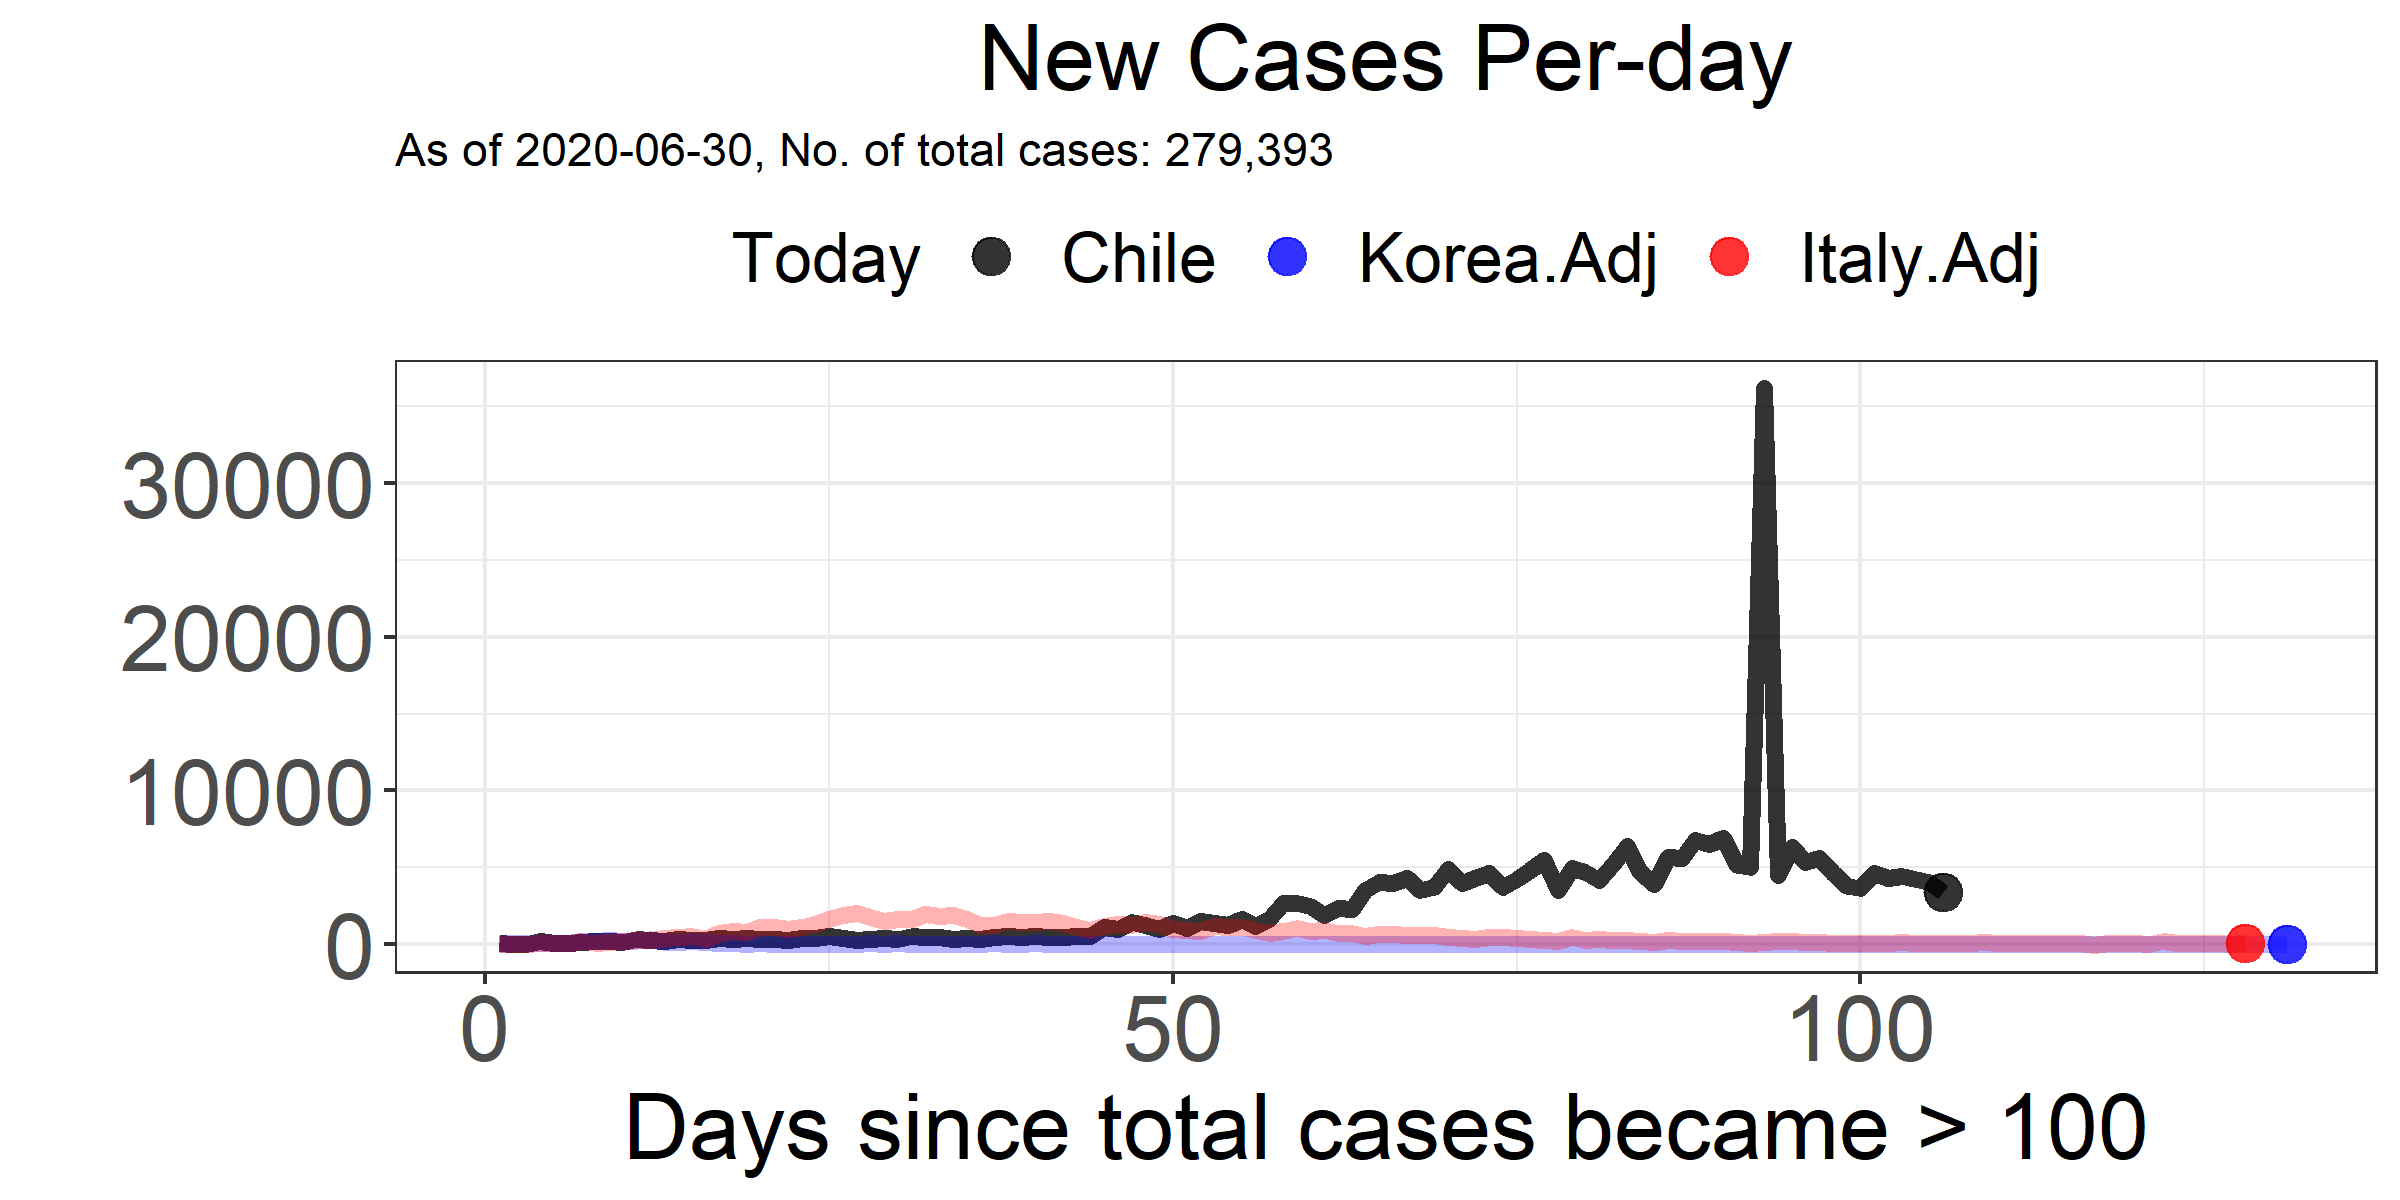 New Cases Per-day
As of 2020-06-30, No. of total cases: 279,393
Today Chile Korea.Adj Italy.Adj
30000
20000
10000
0
0 50 100
Days since total cases became > 100